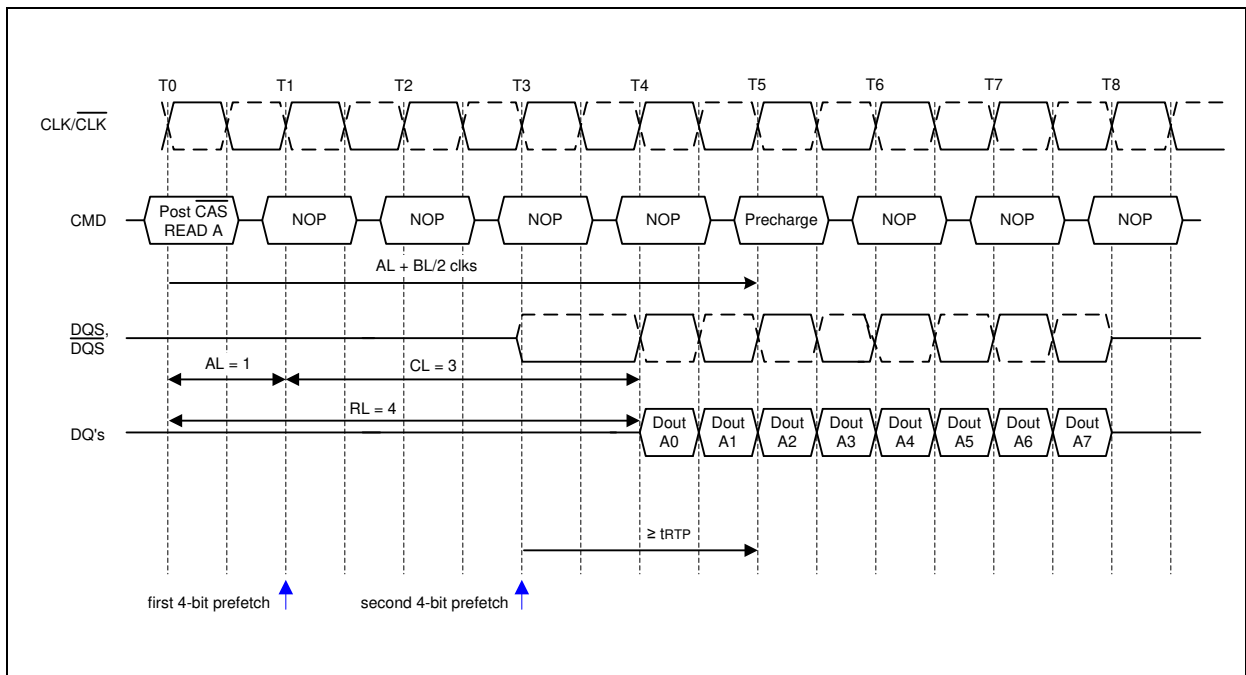 T0 T1 T2 T3 T4 T5 T6 T7 T8
CLK/CLK
CMD
Post CAS
READ A
NOP NOP NOP NOP Precharge NOP NOP NOP
AL + BL/2 clks
DQS,
DQS
AL = 1
CL = 3
RL = 4
DQ's
Dout Dout Dout Dout Dout Dout Dout Dout
A0 A1 A2 A3 A4 A5 A6 A7
≥ tRTP
first 4-bit prefetch
second 4-bit prefetch